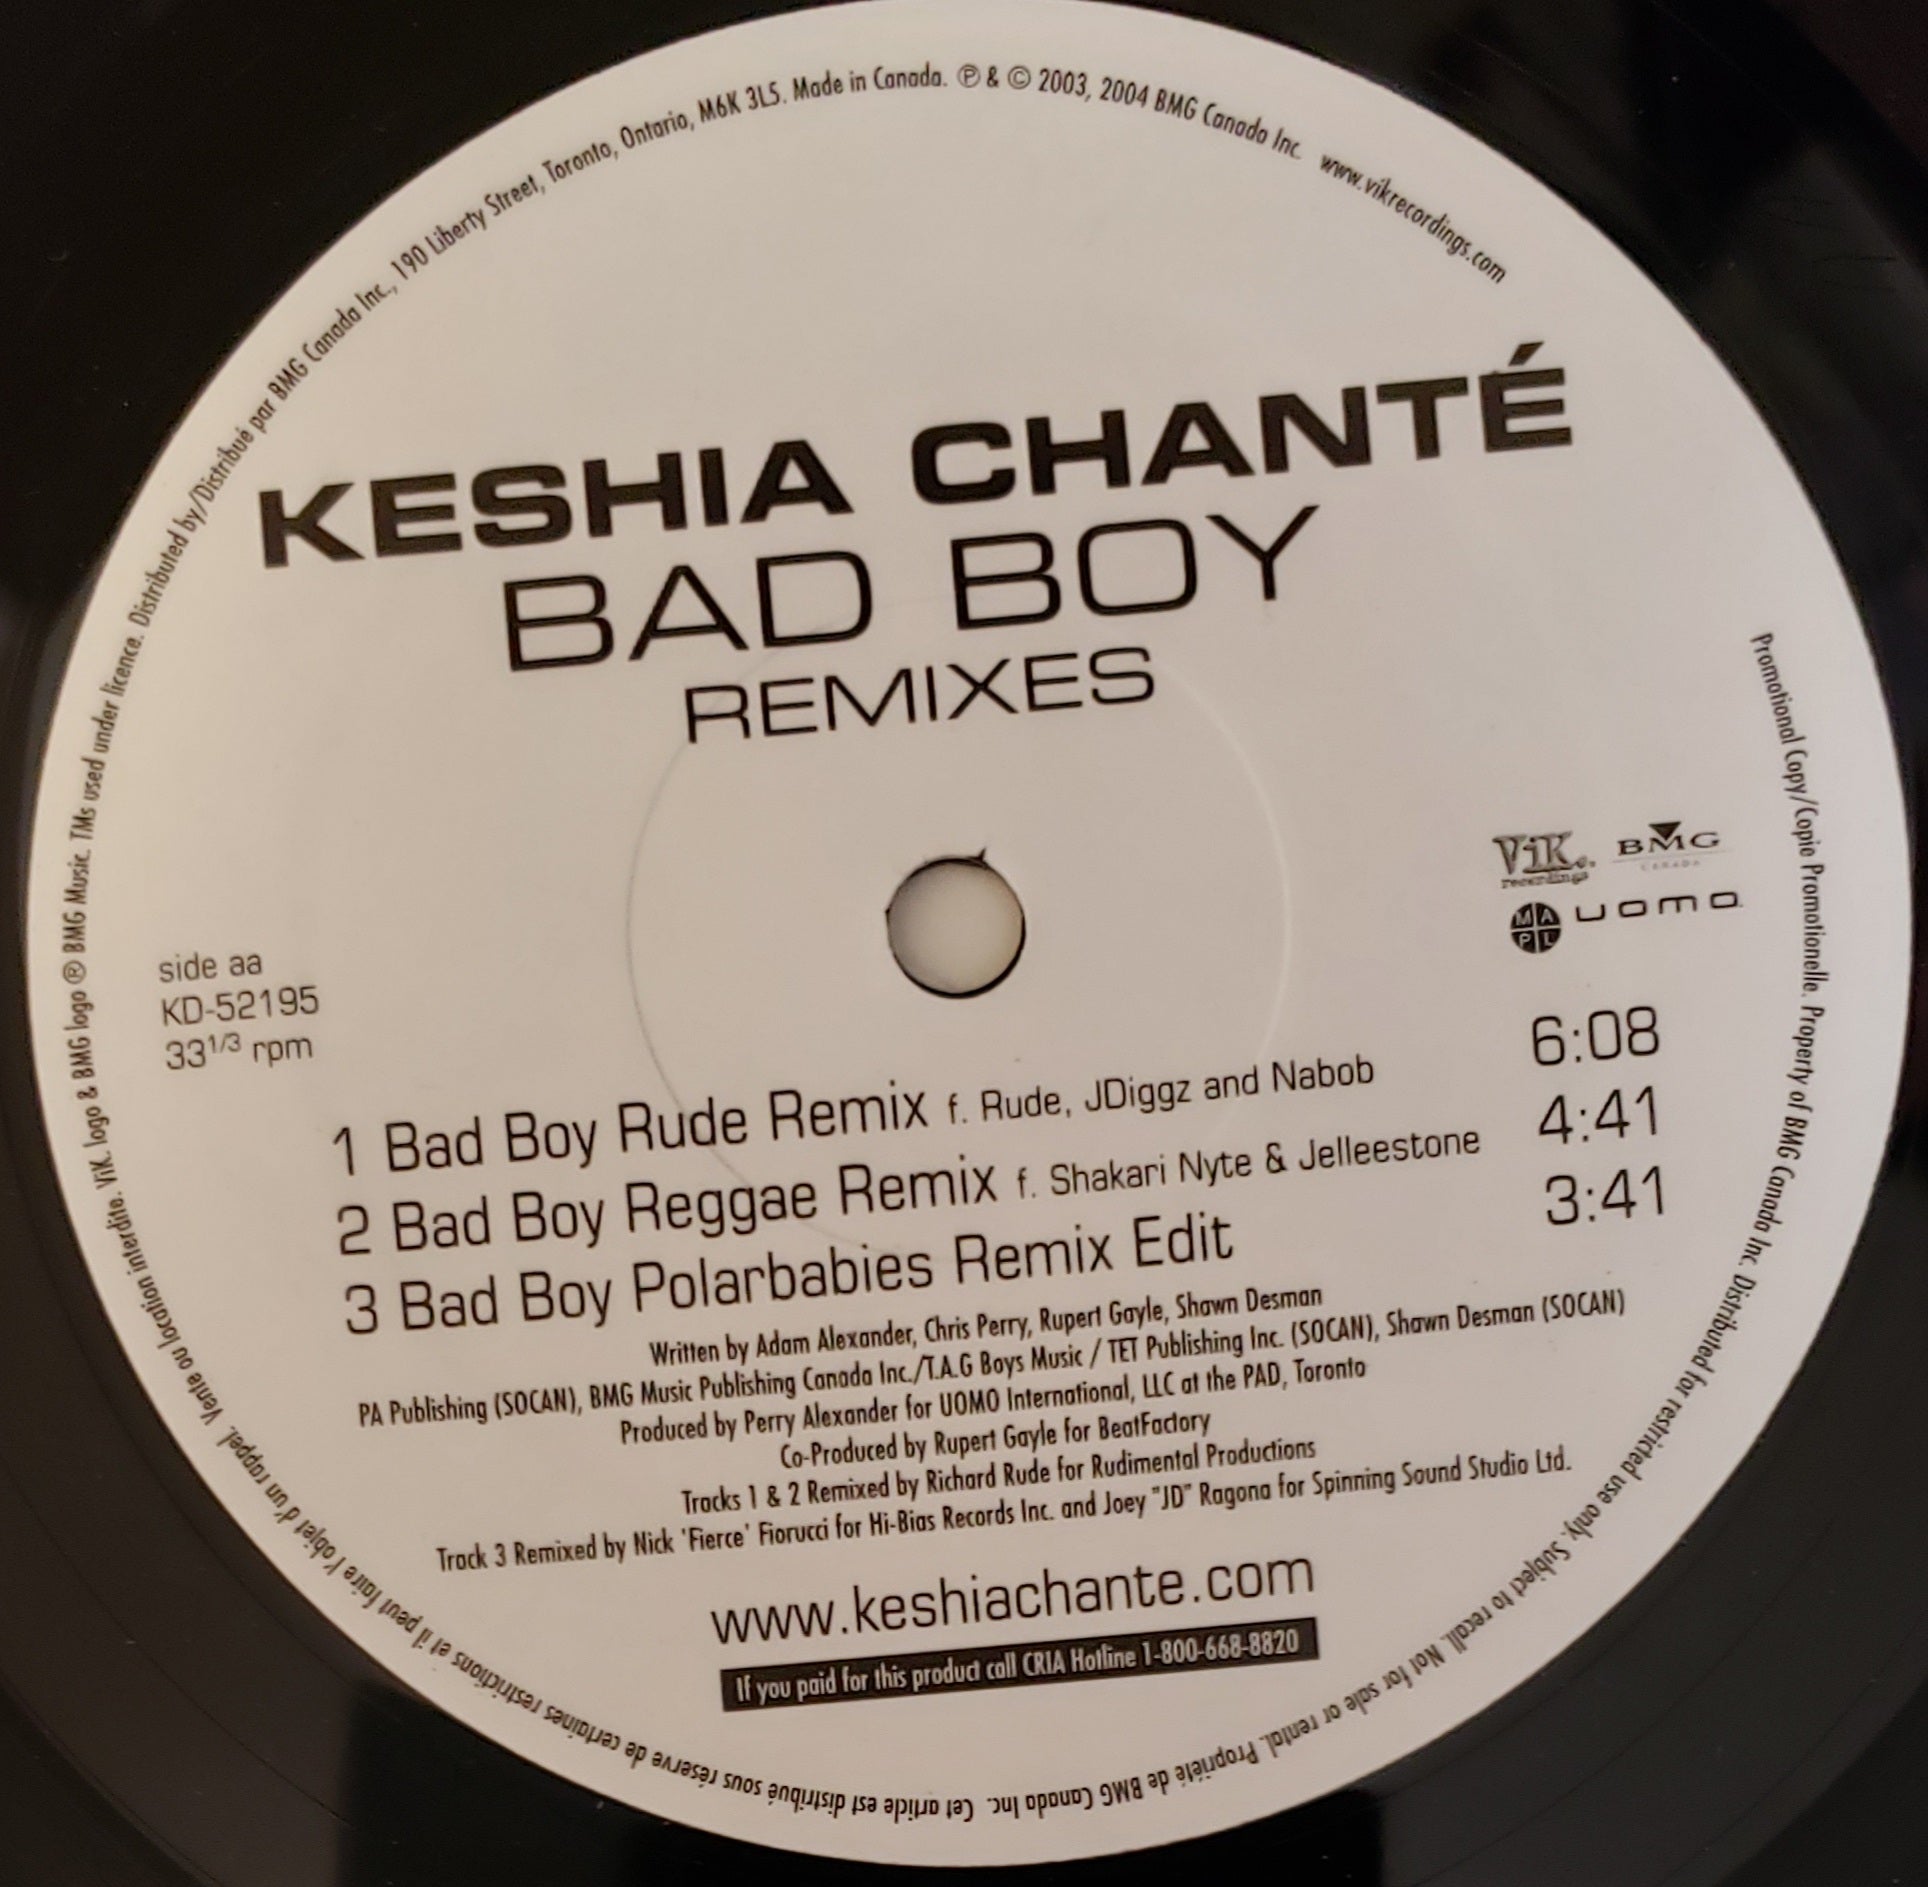 ViK. logo & BMG logo ® BMG Music. TMs used under licence. Distributed by/Distribué par BMG Canada Inc., 190 Liberty Street, Toronto, Ontario, M6K 3L5. Made in Canada. ℗ & © 2003, 2004 BMG Canada Inc. www.vikrecordings.com
KESHIA CHANTÉ
BAD BOY
REMIXES
ViK. recordings
BMG
CANADA
MAPL
uomo
side aa
KD-52195
33 1/3 rpm
1 Bad Boy Rude Remix f. Rude, JDiggz and Nabob 6:08
2 Bad Boy Reggae Remix f. Shakari Nyte & Jelleestone 4:41
3 Bad Boy Polarbabies Remix Edit 3:41
Written by Adam Alexander, Chris Perry, Rupert Gayle, Shawn Desman
PA Publishing (SOCAN), BMG Music Publishing Canada Inc./T.A.G Boys Music / TET Publishing Inc. (SOCAN), Shawn Desman (SOCAN)
Produced by Perry Alexander for UOMO International, LLC at the PAD, Toronto
Co-Produced by Rupert Gayle for BeatFactory
Tracks 1 & 2 Remixed by Richard Rude for Rudimental Productions
Track 3 Remixed by Nick 'Fierce' Fiorucci for Hi-Bias Records Inc. and Joey "JD" Ragona for Spinning Sound Studio Ltd.
www.keshiachante.com
If you paid for this product call CRIA Hotline 1-800-668-8820
Promotional Copy/Copie Promotionelle. Property of BMG Canada Inc. Distributed for restricted use only. Subject to recall. Not for sale or rental. Propriété de BMG Canada Inc. Cet article est distribué sous réserve de certaines restrictions et il peut faire l'objet d'un rappel. Vente ou location interdite.